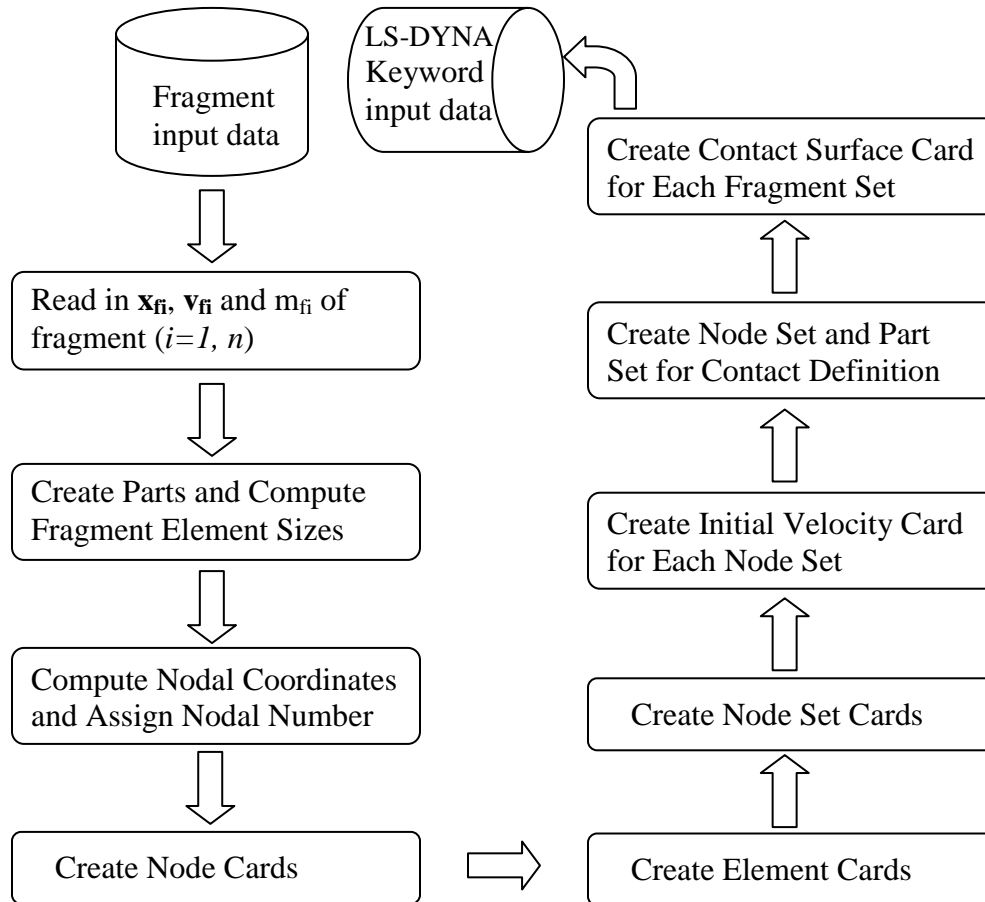 Fragment
input data
Read in x_fi, v_fi and m_fi of
fragment (i=1, n)
Create Parts and Compute
Fragment Element Sizes
Compute Nodal Coordinates
and Assign Nodal Number
Create Node Cards
Create Element Cards
Create Node Set Cards
Create Initial Velocity Card
for Each Node Set
Create Node Set and Part
Set for Contact Definition
Create Contact Surface Card
for Each Fragment Set
LS-DYNA
Keyword
input data